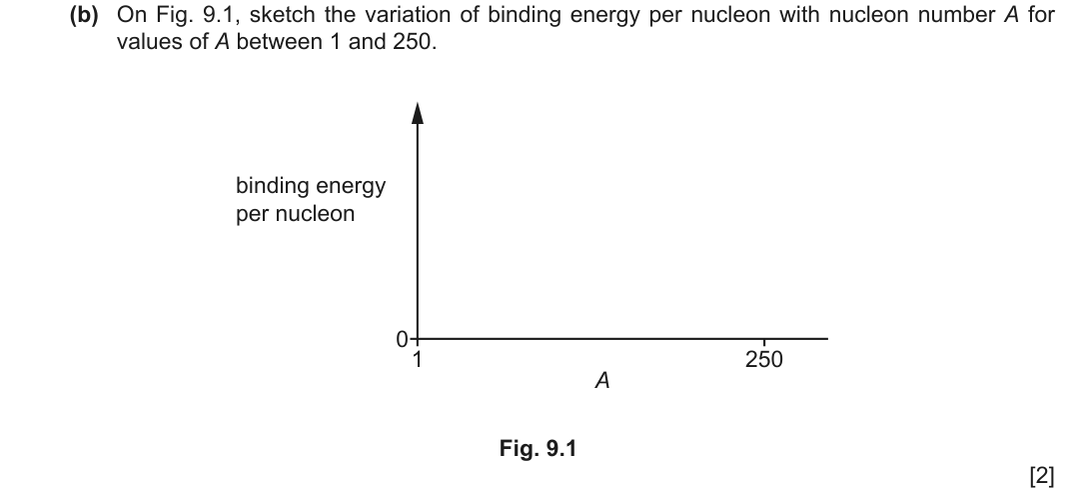 (b) On Fig. 9.1, sketch the variation of binding energy per nucleon with nucleon number A for
values of A between 1 and 250.
binding energy
per nucleon
0
1
250
A
Fig. 9.1
[2]